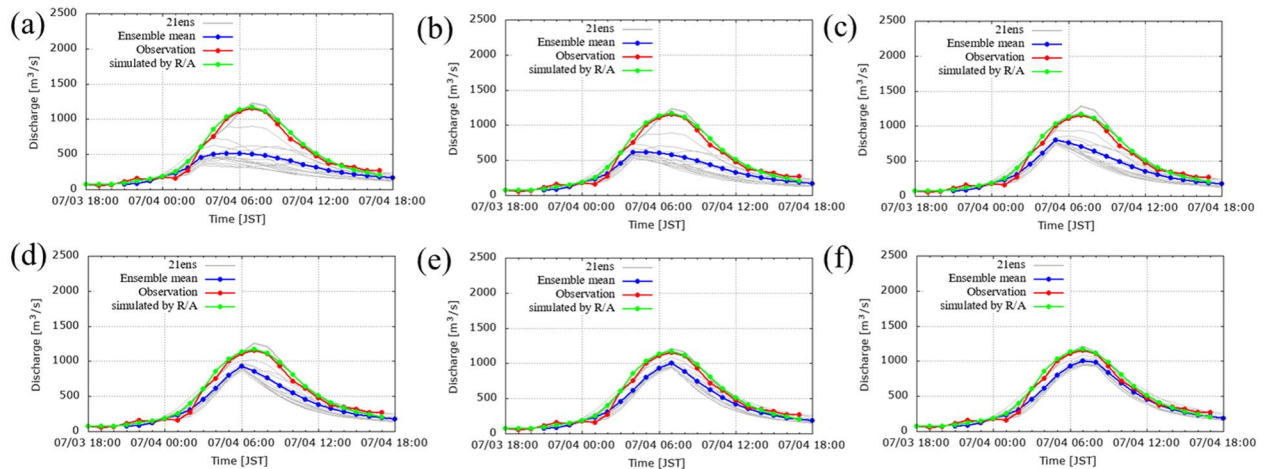 (a)
2500
2000
1500
1000
500
0
21ens
Ensemble mean
Observation
simulated by R/A
Discharge [m³/s]
07/03 18:00 07/04 00:00 07/04 06:00 07/04 12:00 07/04 18:00
Time [JST]
(b)
2500
2000
1500
1000
500
0
21ens
Ensemble mean
Observation
simulated by R/A
Discharge [m³/s]
07/03 18:00 07/04 00:00 07/04 06:00 07/04 12:00 07/04 18:00
Time [JST]
(c)
2500
2000
1500
1000
500
0
21ens
Ensemble mean
Observation
simulated by R/A
Discharge [m³/s]
07/03 18:00 07/04 00:00 07/04 06:00 07/04 12:00 07/04 18:00
Time [JST]
(d)
2500
2000
1500
1000
500
0
21ens
Ensemble mean
Observation
simulated by R/A
Discharge [m³/s]
07/03 18:00 07/04 00:00 07/04 06:00 07/04 12:00 07/04 18:00
Time [JST]
(e)
2500
2000
1500
1000
500
0
21ens
Ensemble mean
Observation
simulated by R/A
Discharge [m³/s]
07/03 18:00 07/04 00:00 07/04 06:00 07/04 12:00 07/04 18:00
Time [JST]
(f)
2500
2000
1500
1000
500
0
21ens
Ensemble mean
Observation
simulated by R/A
Discharge [m³/s]
07/03 18:00 07/04 00:00 07/04 06:00 07/04 12:00 07/04 18:00
Time [JST]